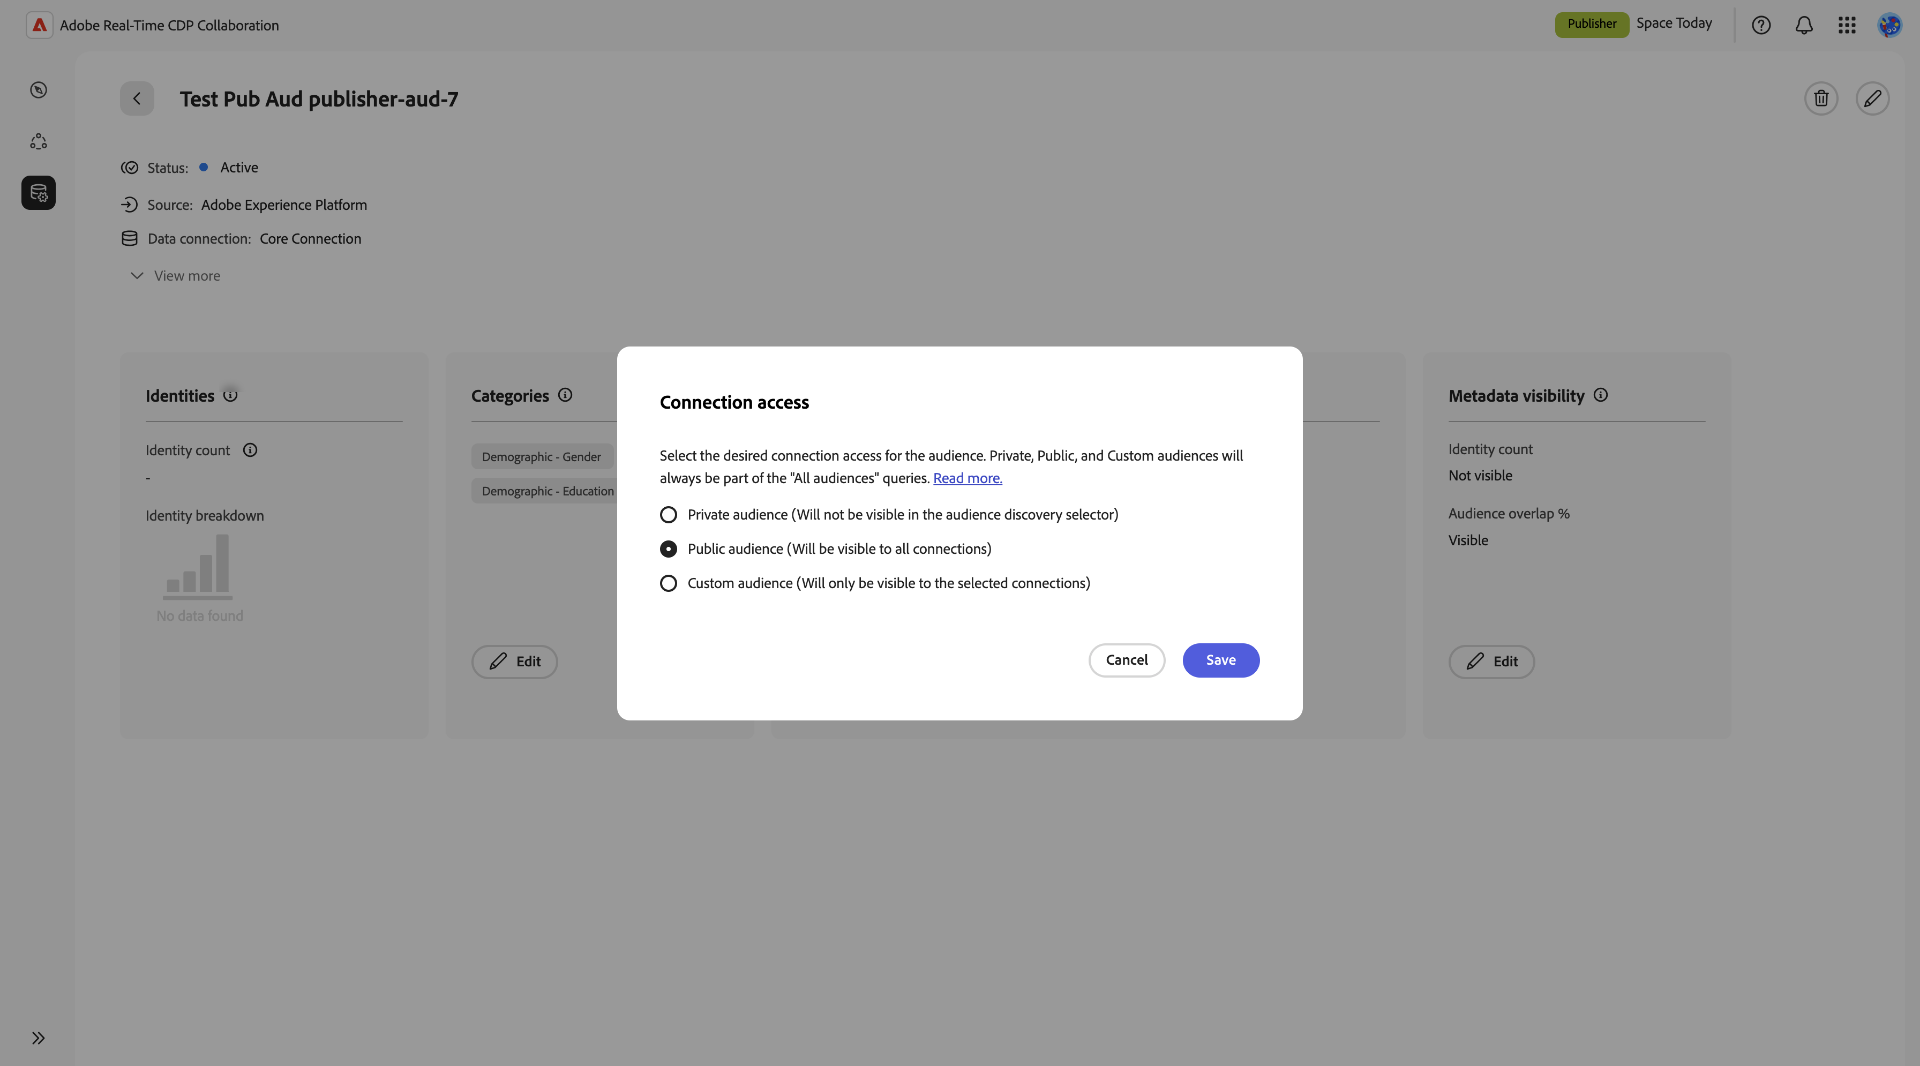 Adobe Real-Time CDP Collaboration
Publisher
Space Today
Test Pub Aud publisher-aud-7
Status: Active
Source: Adobe Experience Platform
Data connection: Core Connection
View more
Identities
Identity count
-
Identity breakdown
No data found
Categories
Demographic - Gender
Demographic - Education
Edit
Connection access
Select the desired connection access for the audience. Private, Public, and Custom audiences will
always be part of the "All audiences" queries. Read more.
Private audience (Will not be visible in the audience discovery selector)
Public audience (Will be visible to all connections)
Custom audience (Will only be visible to the selected connections)
Cancel
Save
Metadata visibility
Identity count
Not visible
Audience overlap %
Visible
Edit